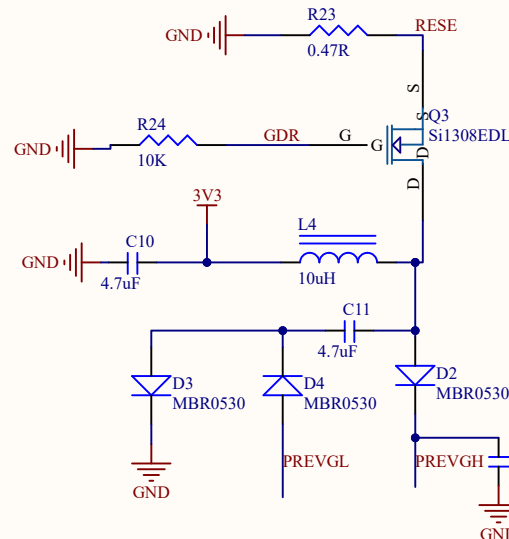 R23
RESE
GND
0.47R
S
S
Q3
Si1308EDL
R24
GDR
G
G
D
GND
10K
D
3V3
L4
C10
GND
4.7uF
10uH
C11
4.7uF
D3
D4
D2
MBR0530
MBR0530
MBR0530
PREVGL
PREVGH
GND
GND